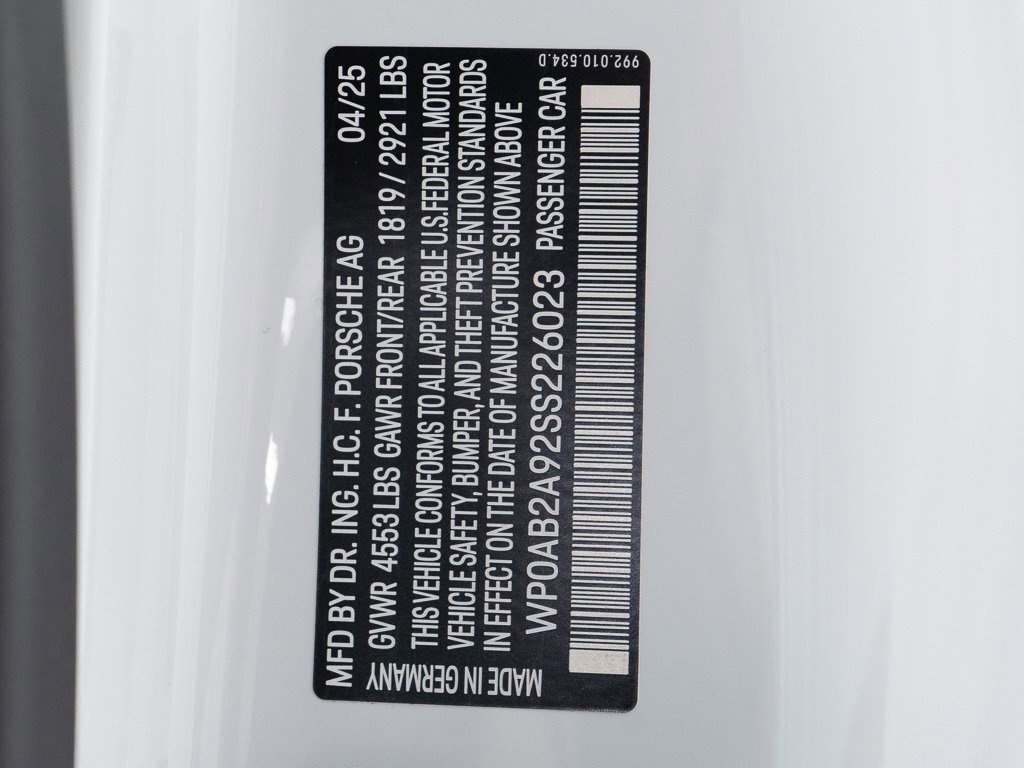 MFD BY DR. ING. H.C. F. PORSCHE AG 04/25
GVWR 4553 LBS GAWR FRONT/REAR 1819 / 2921 LBS
THIS VEHICLE CONFORMS TO ALL APPLICABLE U.S. FEDERAL MOTOR
VEHICLE SAFETY, BUMPER, AND THEFT PREVENTION STANDARDS
IN EFFECT ON THE DATE OF MANUFACTURE SHOWN ABOVE
WP0AB2A92SS226023 PASSENGER CAR
MADE IN
GERMANY
992.010.534.D